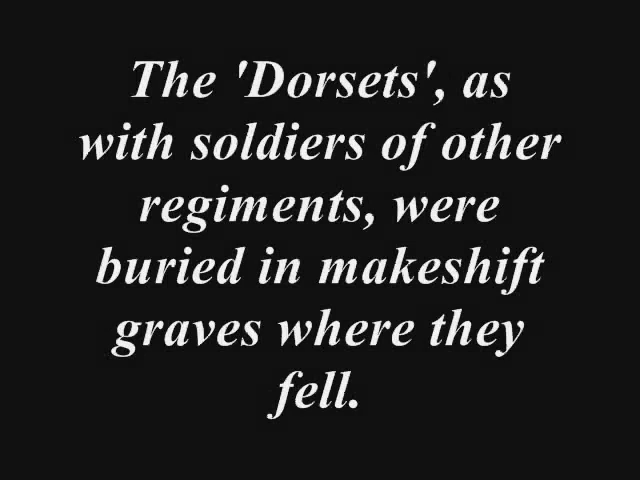 The 'Dorsets', as
with soldiers of other
regiments, were
buried in makeshift
graves where they
fell.